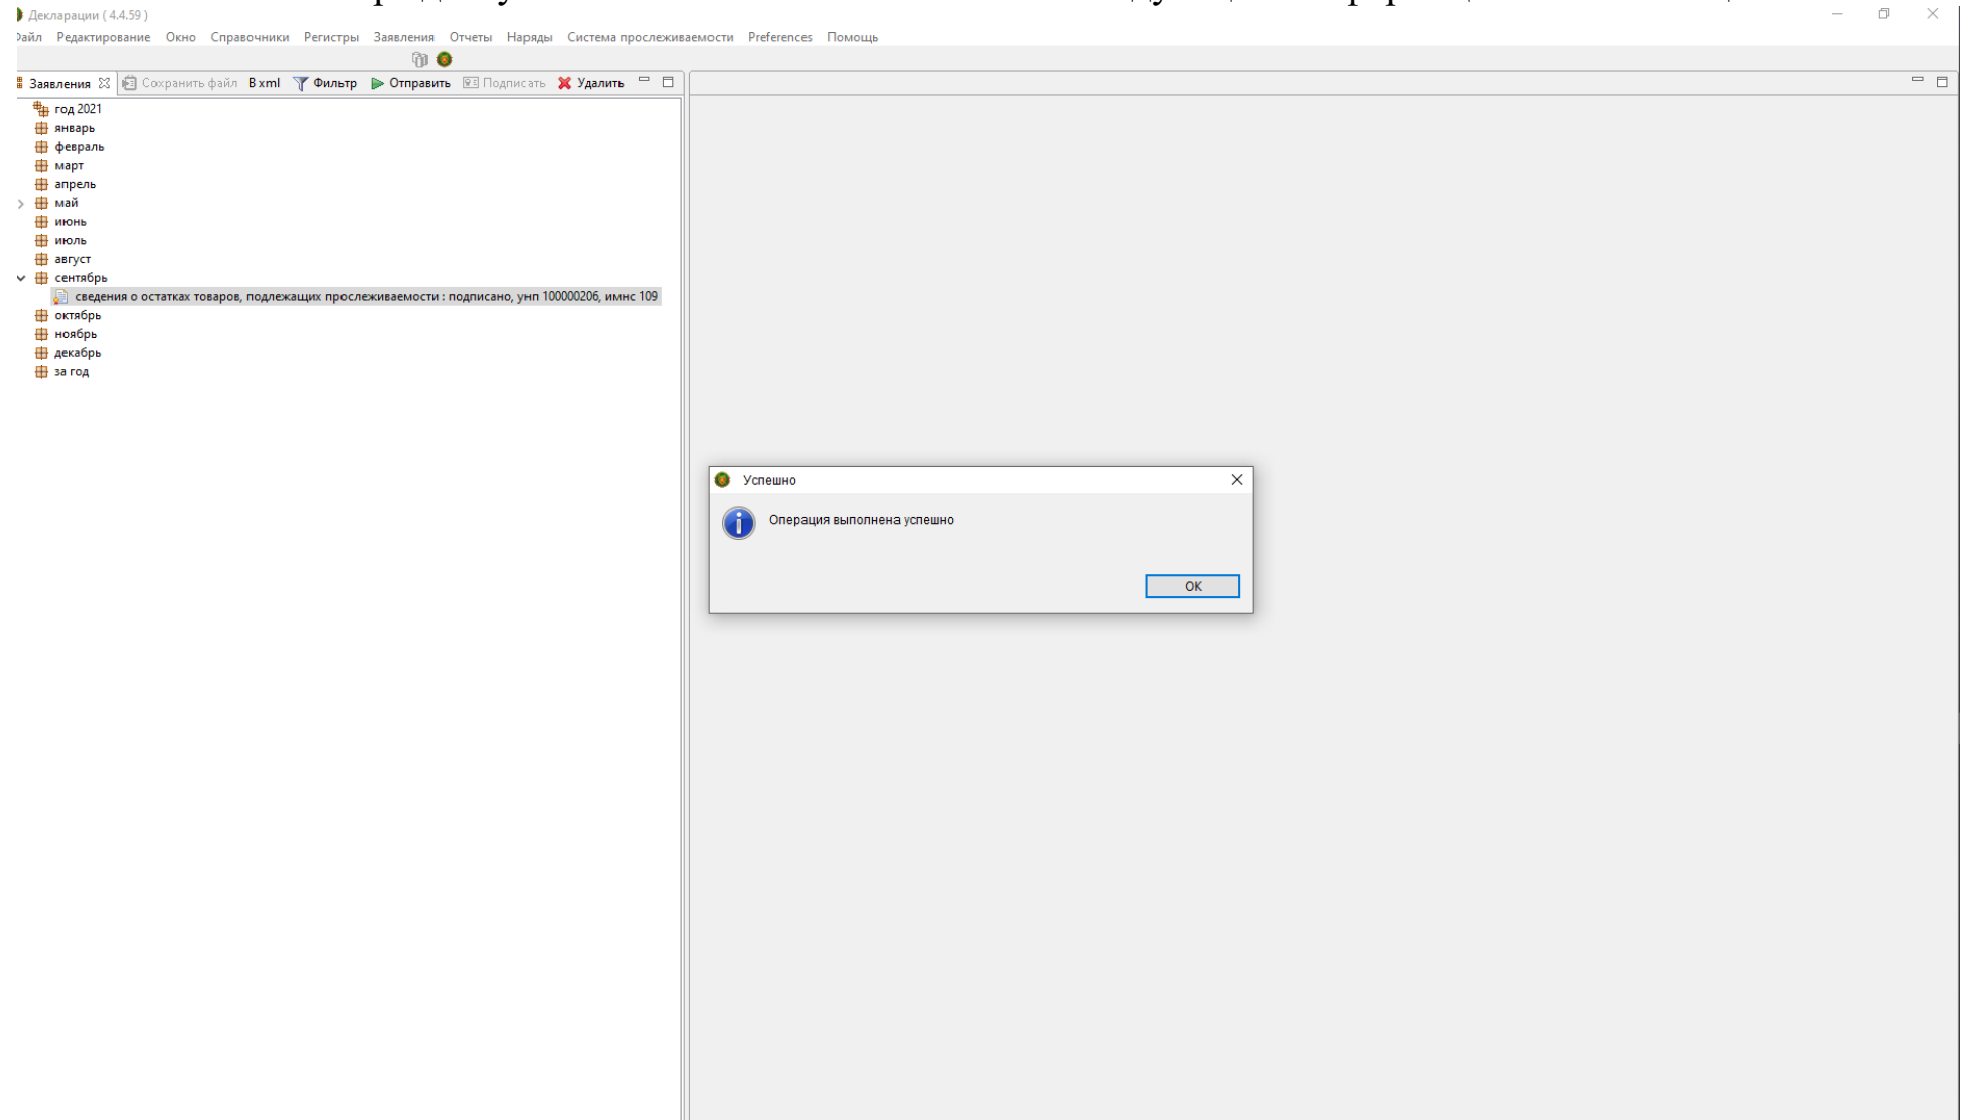 Декларации ( 4.4.59 )
Файл Редактирование Окно Справочники Регистры Заявления Отчеты Наряды Система прослеживаемости Preferences Помощь
Заявления Сохранить файл В xml Фильтр Отправить Подписать Удалить
год 2021
январь
февраль
март
апрель
май
июнь
июль
август
сентябрь
сведения о остатках товаров, подлежащих прослеживаемости : подписано, унп 100000206, имнс 109
октябрь
ноябрь
декабрь
за год
Успешно
Операция выполнена успешно
OK